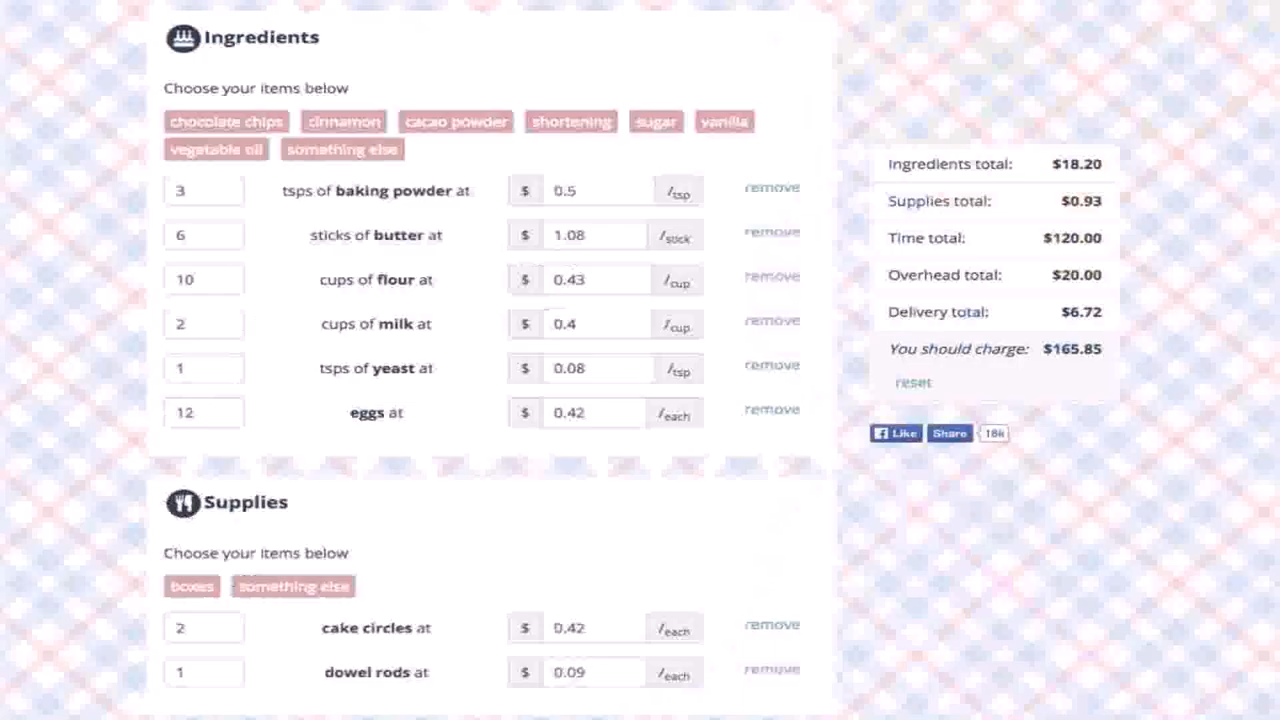 Ingredients
Choose your items below
chocolate chips cinnamon cacao powder shortening sugar vanilla
vegetable oil something else
3 tsps of baking powder at $ 0.5 /tsp remove
6 sticks of butter at $ 1.08 /stick remove
10 cups of flour at $ 0.43 /cup remove
2 cups of milk at $ 0.4 /cup remove
1 tsps of yeast at $ 0.08 /tsp remove
12 eggs at $ 0.42 /each remove
Supplies
Choose your items below
boxes something else
2 cake circles at $ 0.42 /each remove
1 dowel rods at $ 0.09 /each remove
Ingredients total: $18.20
Supplies total: $0.93
Time total: $120.00
Overhead total: $20.00
Delivery total: $6.72
You should charge: $165.85
reset
Like Share 18k